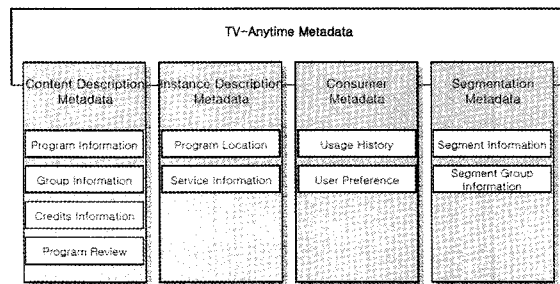 TV-Anytime Metadata
Content Description
Metadata
Program Information
Group Information
Credits Information
Program Review
Instance Description
Metadata
Program Location
Service Information
Consumer
Metadata
Usage History
User Preference
Segmentation
Metadata
Segment Information
Segment Group
Information